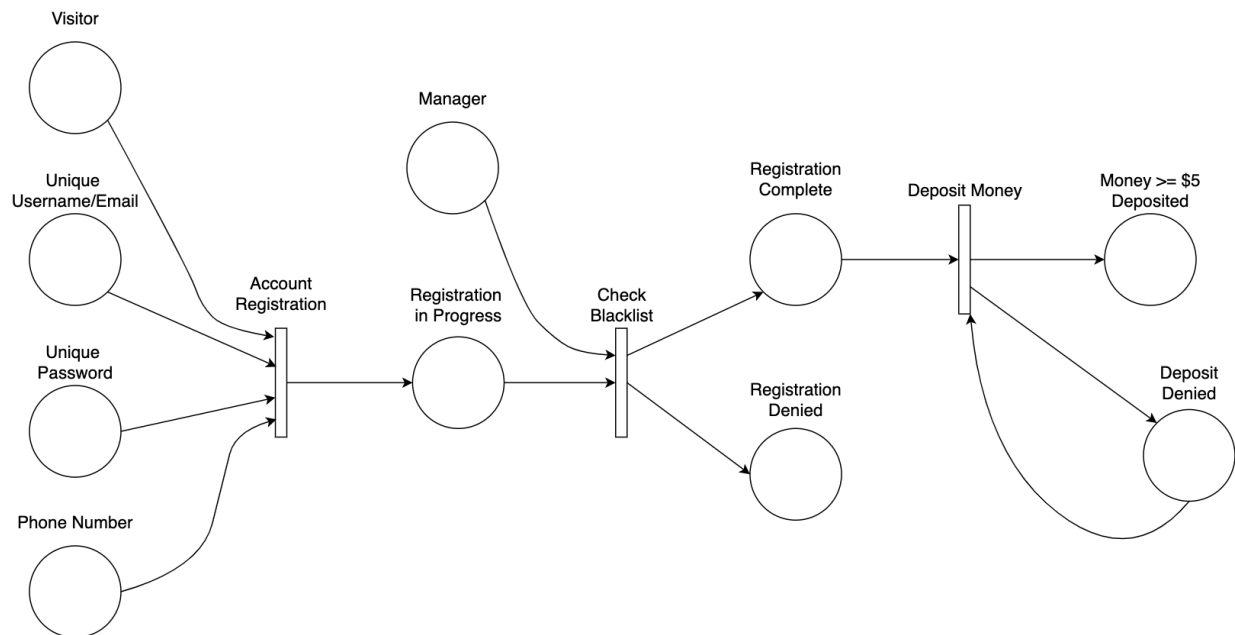 Visitor
Unique
Username/Email
Unique
Password
Phone Number
Account
Registration
Manager
Registration
in Progress
Check
Blacklist
Registration
Complete
Registration
Denied
Deposit Money
Money >= $5
Deposited
Deposit
Denied